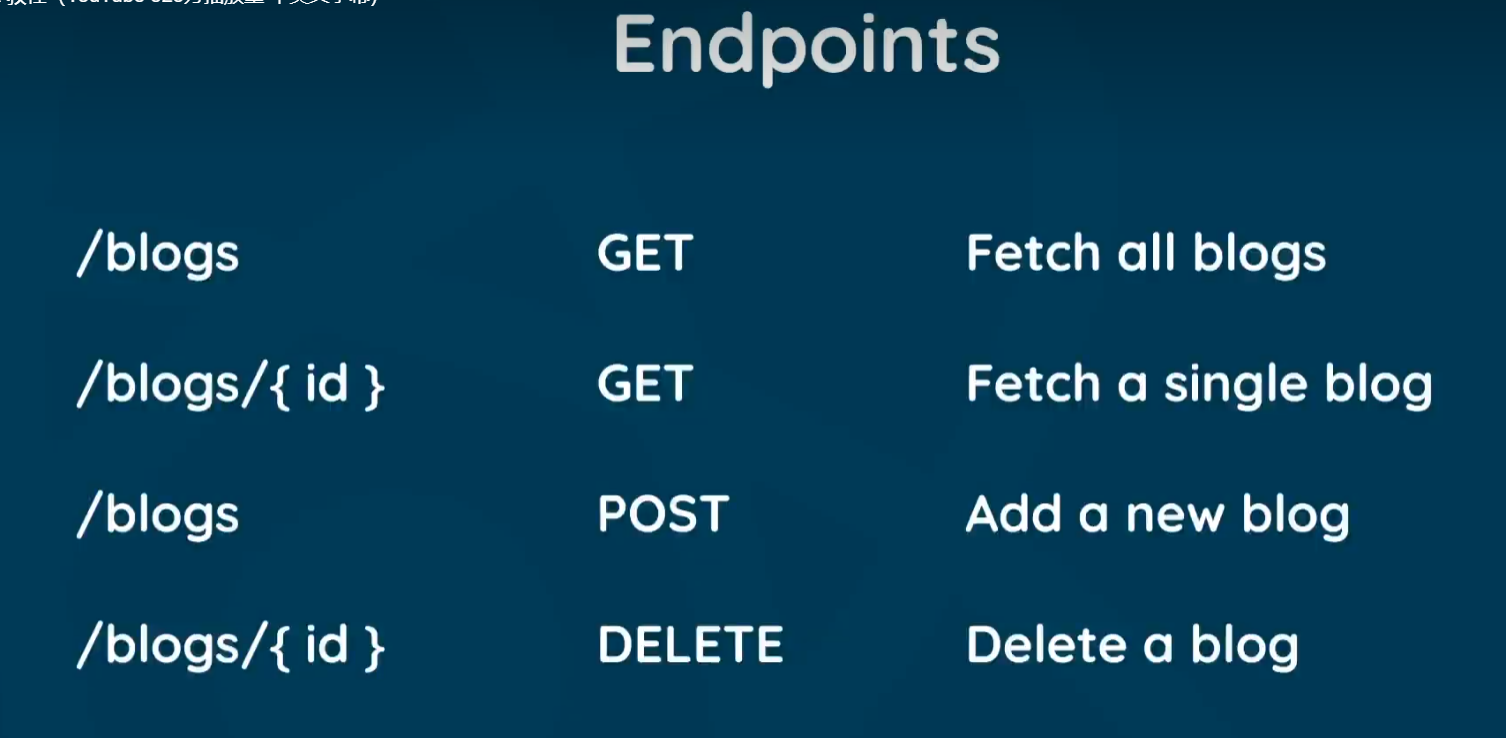 Endpoints
/blogs GET Fetch all blogs
/blogs/{ id } GET Fetch a single blog
/blogs POST Add a new blog
/blogs/{ id } DELETE Delete a blog